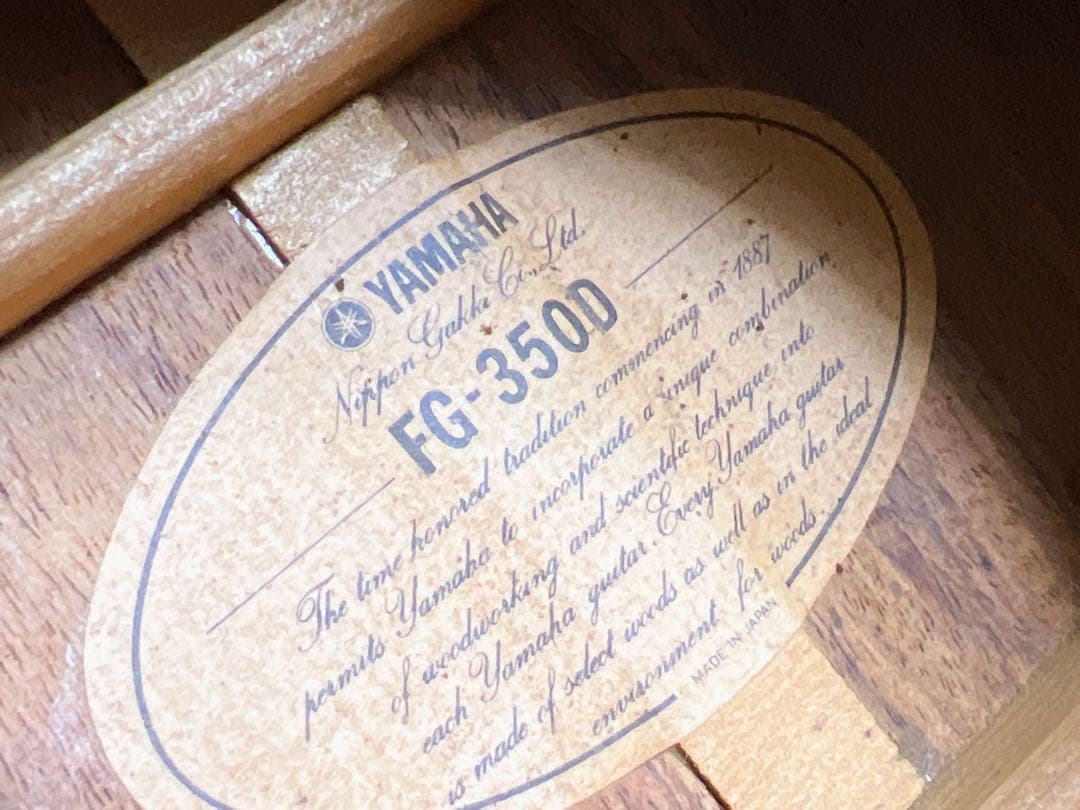 YAMAHA
Nippon Gakki Co., Ltd.
FG-350D
The time honored tradition commencing in 1887
permits Yamaha to incorporate a unique combination
of woodworking and scientific technique into
each Yamaha guitar. Every Yamaha guitar
is made of select woods as well as in the ideal
environment for woods.
MADE IN JAPAN